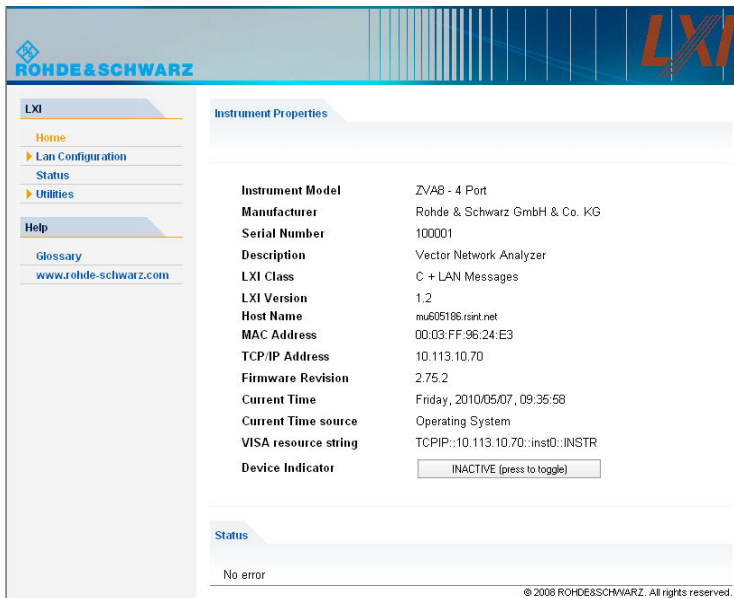 ROHDE&SCHWARZ
LXI
LXI
Home
Lan Configuration
Status
Utilities
Help
Glossary
www.rohde-schwarz.com
Instrument Properties
Instrument Model ZVA8 - 4 Port
Manufacturer Rohde & Schwarz GmbH & Co. KG
Serial Number 100001
Description Vector Network Analyzer
LXI Class C + LAN Messages
LXI Version 1.2
Host Name mu605186.rsint.net
MAC Address 00:03:FF:96:24:E3
TCP/IP Address 10.113.10.70
Firmware Revision 2.75.2
Current Time Friday, 2010/05/07, 09:35:58
Current Time source Operating System
VISA resource string TCPIP::10.113.10.70::inst0::INSTR
Device Indicator INACTIVE (press to toggle)
Status
No error
© 2008 ROHDE&SCHWARZ. All rights reserved.